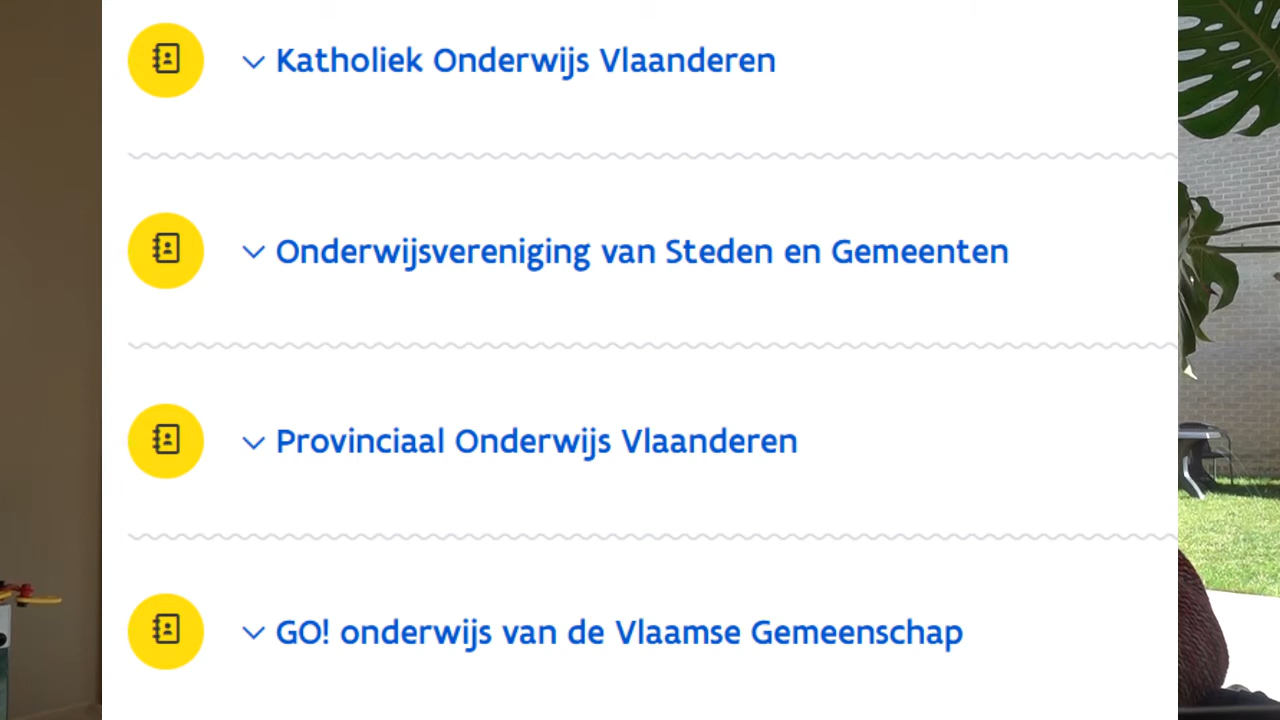 Katholiek Onderwijs Vlaanderen
Onderwijsvereniging van Steden en Gemeenten
Provinciaal Onderwijs Vlaanderen
GO! onderwijs van de Vlaamse Gemeenschap